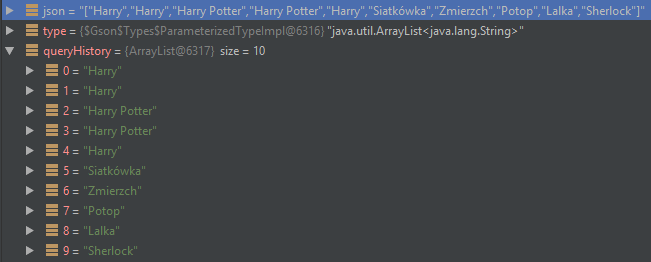 json = "["Harry","Harry","Harry Potter","Harry Potter","Harry","Siatkówka","Zmierzch","Potop","Lalka","Sherlock"]"
type = {$Gson$Types$ParameterizedTypeImpl@6316} "java.util.ArrayList<java.lang.String>"
queryHistory = {ArrayList@6317} size = 10
0 = "Harry"
1 = "Harry"
2 = "Harry Potter"
3 = "Harry Potter"
4 = "Harry"
5 = "Siatkówka"
6 = "Zmierzch"
7 = "Potop"
8 = "Lalka"
9 = "Sherlock"